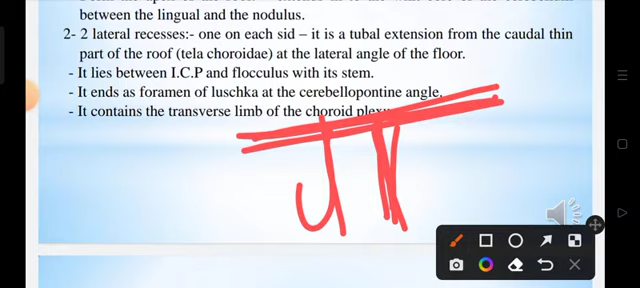 between the lingual and the nodulus.
2- 2 lateral recesses:- one on each sid – it is a tubal extension from the caudal thin
part of the roof (tela choroidae) at the lateral angle of the floor.
- It lies between I.C.P and flocculus with its stem.
- It ends as foramen of luschka at the cerebellopontine angle.
- It contains the transverse limb of the choroid